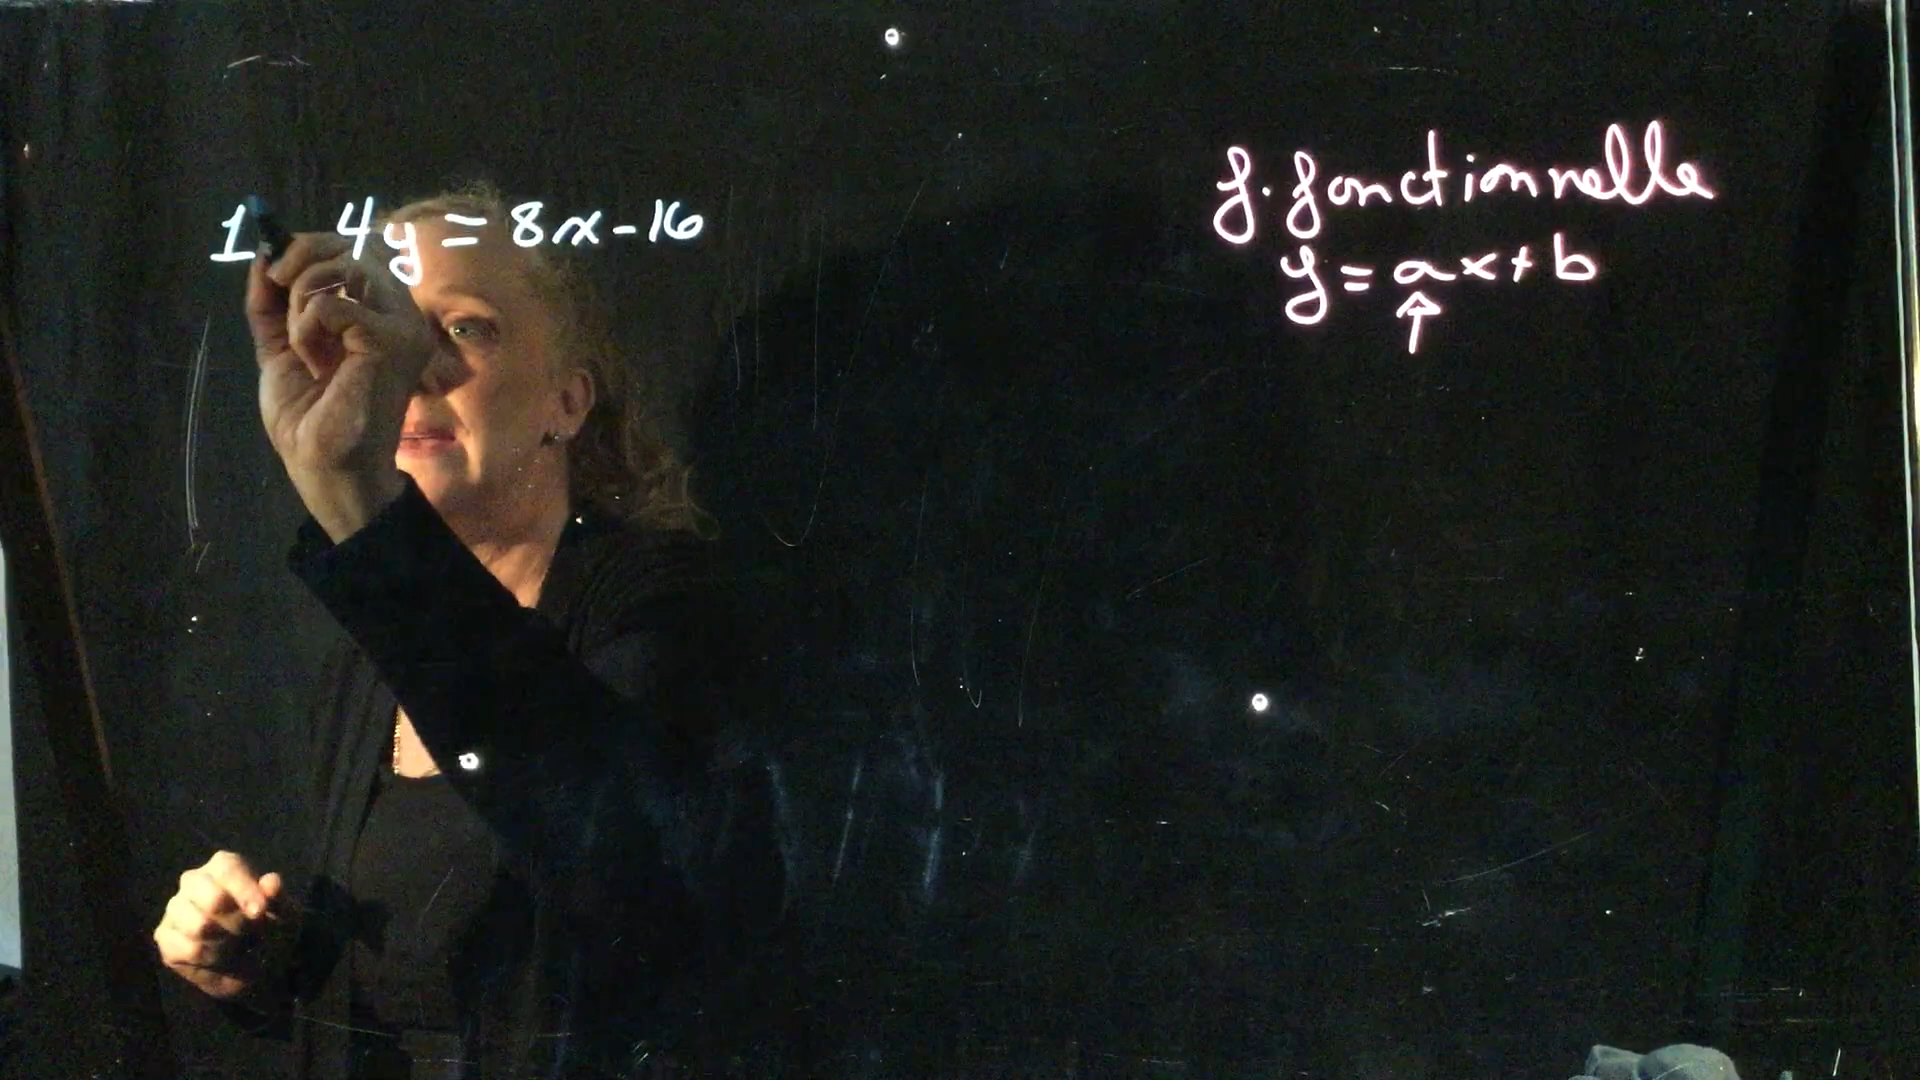 1 4y = 8x - 16
f. fonctionnelle
y = ax + b
↑